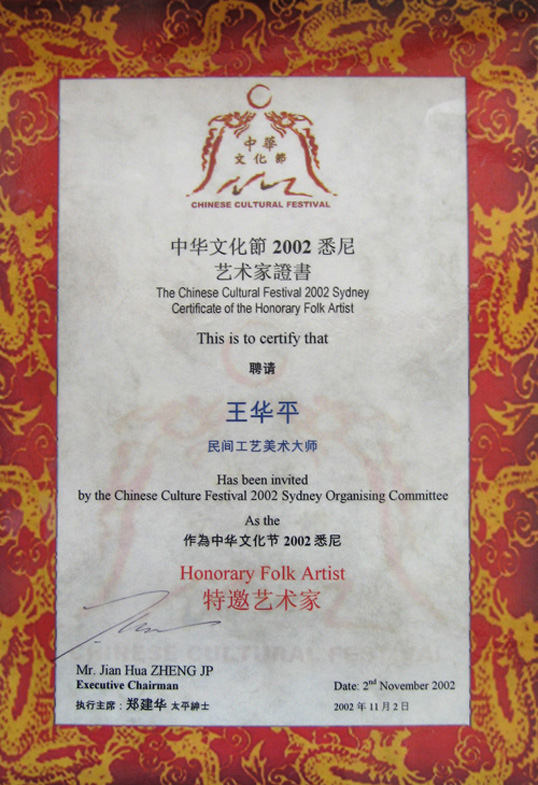 中華
文化節
CHINESE CULTURAL FESTIVAL
中华文化節 2002 悉尼
艺术家證書
The Chinese Cultural Festival 2002 Sydney
Certificate of the Honorary Folk Artist
This is to certify that
聘请
王华平
民间工艺美术大师
Has been invited
by the Chinese Culture Festival 2002 Sydney Organising Committee
As the
作為中华文化节 2002 悉尼
Honorary Folk Artist
特邀艺术家
CHINESE CULTURAL FESTIVAL
Mr. Jian Hua ZHENG JP
Executive Chairman
执行主席：郑建华 太平紳士
Date: 2nd November 2002
2002 年 11 月 2 日